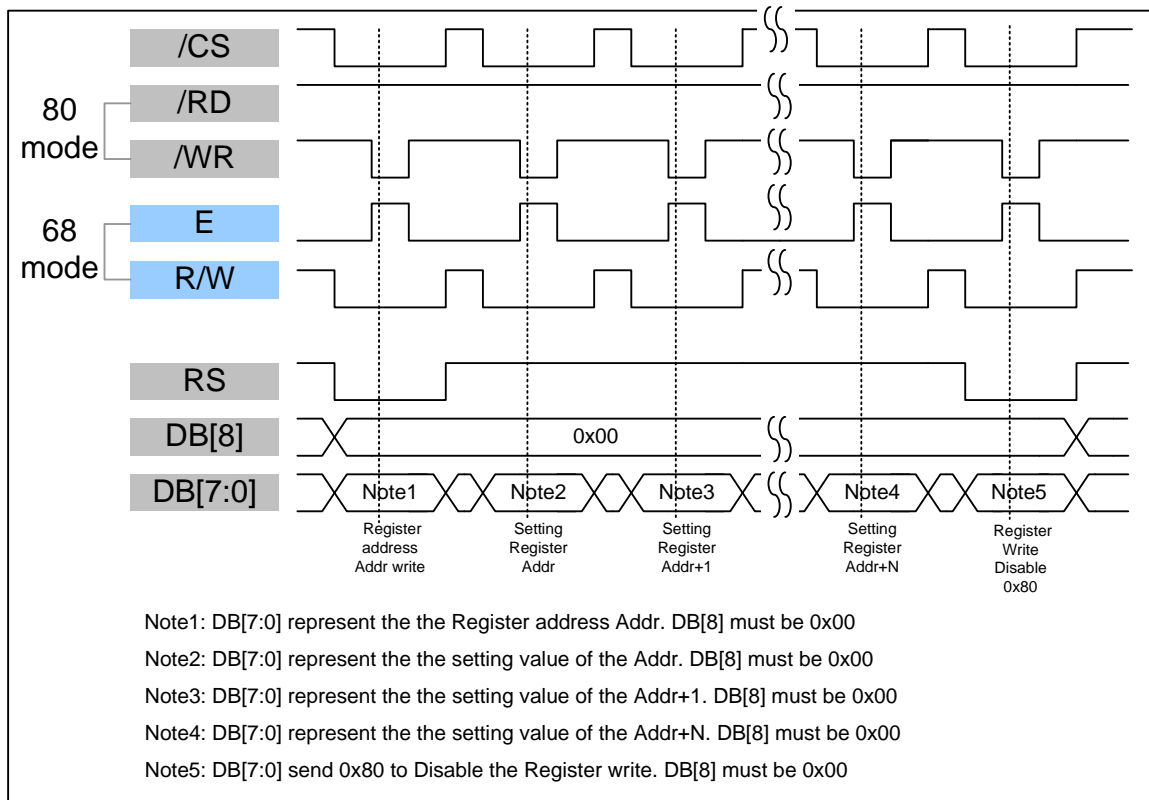 /CS
80
mode
/RD
/WR
68
mode
E
R/W
RS
DB[8]
0x00
DB[7:0]
Note1
Note2
Note3
Note4
Note5
Register
address
Addr write
Setting
Register
Addr
Setting
Register
Addr+1
Setting
Register
Addr+N
Register
Write
Disable
0x80
Note1: DB[7:0] represent the the Register address Addr. DB[8] must be 0x00
Note2: DB[7:0] represent the the setting value of the Addr. DB[8] must be 0x00
Note3: DB[7:0] represent the the setting value of the Addr+1. DB[8] must be 0x00
Note4: DB[7:0] represent the the setting value of the Addr+N. DB[8] must be 0x00
Note5: DB[7:0] send 0x80 to Disable the Register write. DB[8] must be 0x00